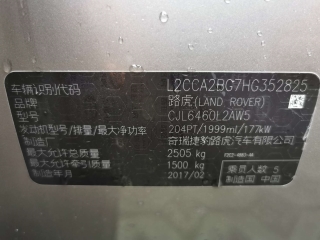 车辆识别代码 L2CCA2BG7HG352825
品牌 路虎(LAND ROVER)
型号 CJL6460L2AW5
发动机型号/排量/最大净功率 204PT/1999ml/177kW
制造厂 奇瑞捷豹路虎汽车有限公司
最大允许总质量 2505 kg
最大允许牵引质量 1500 kg 乘员人数 5
制造年月 2017/02 制造国 中国